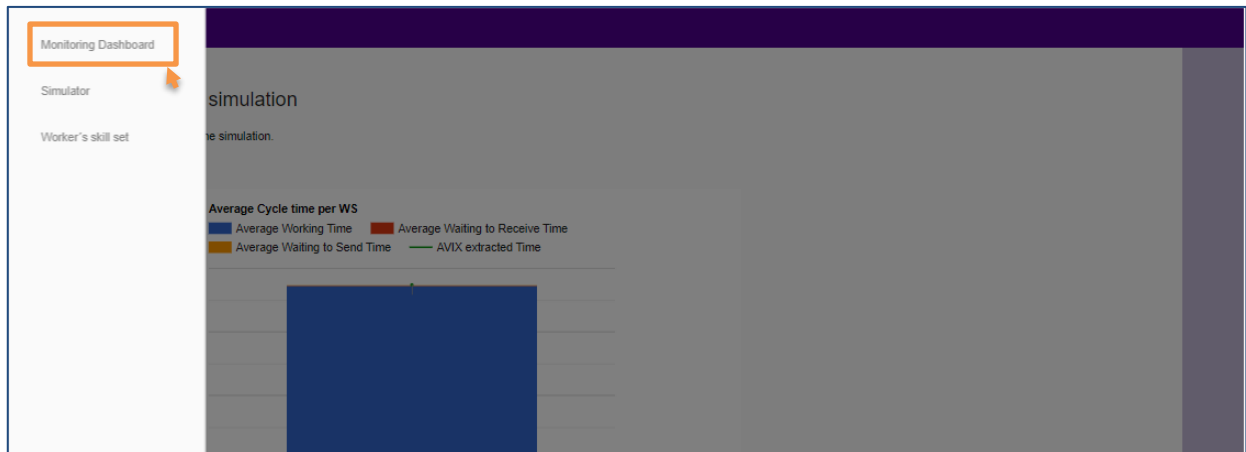 Monitoring Dashboard
Simulator
Worker's skill set
simulation
simulation.
Average Cycle time per WS
Average Working Time Average Waiting to Receive Time
Average Waiting to Send Time AVIX extracted Time